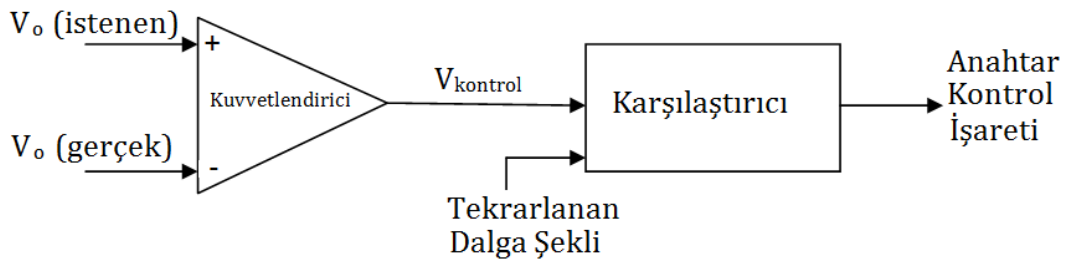 Vₒ (istenen)
+
Kuvvetlendirici
Vₒ (gerçek)
-
Vkontrol
Karşılaştırıcı
Tekrarlanan
Dalga Şekli
Anahtar
Kontrol
İşareti